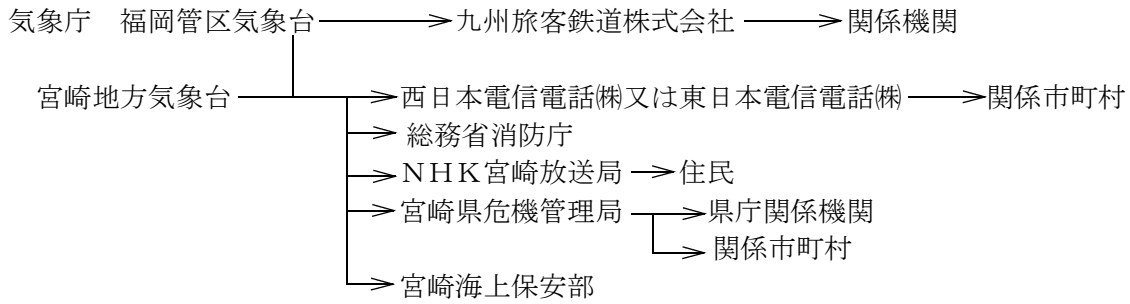 気象庁　福岡管区気象台 九州旅客鉄道株式会社 関係機関
宮崎地方気象台 西日本電信電話㈱又は東日本電信電話㈱ 関係市町村
総務省消防庁
ＮＨＫ宮崎放送局 住民
宮崎県危機管理局 県庁関係機関
関係市町村
宮崎海上保安部